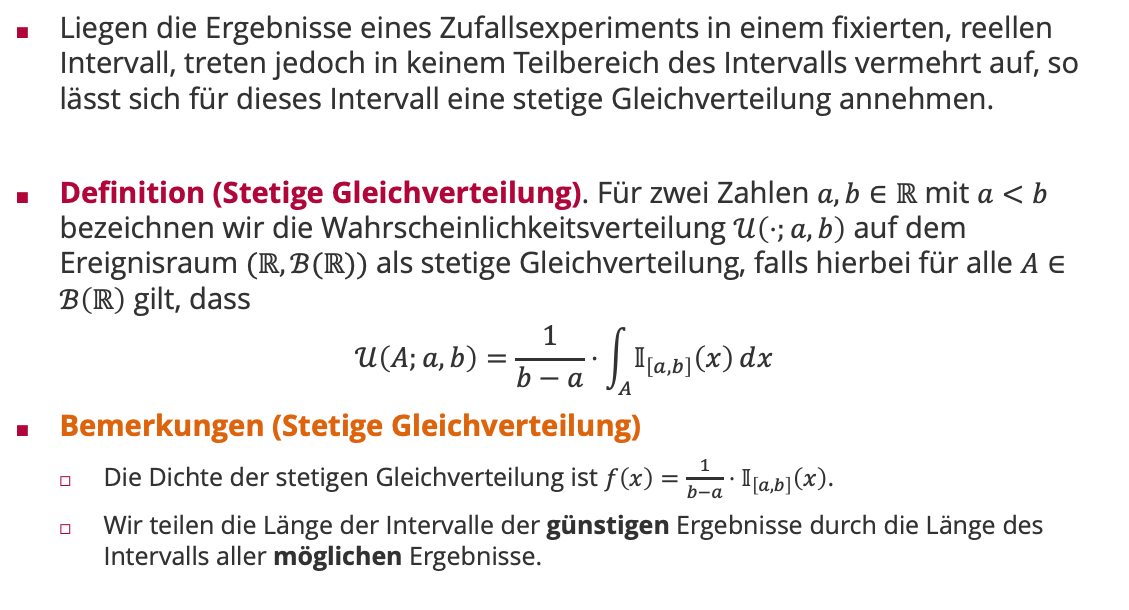 ▪ Liegen die Ergebnisse eines Zufallsexperiments in einem fixierten, reellen
Intervall, treten jedoch in keinem Teilbereich des Intervalls vermehrt auf, so
lässt sich für dieses Intervall eine stetige Gleichverteilung annehmen.
▪ Definition (Stetige Gleichverteilung). Für zwei Zahlen 𝑎, 𝑏 ∈ ℝ mit 𝑎 < 𝑏
bezeichnen wir die Wahrscheinlichkeitsverteilung 𝒰(·; 𝑎, 𝑏) auf dem
Ereignisraum (ℝ, ℬ(ℝ)) als stetige Gleichverteilung, falls hierbei für alle 𝐴 ∈
ℬ(ℝ) gilt, dass
𝒰(𝐴; 𝑎, 𝑏) = 1/(𝑏 − 𝑎) · ∫_𝐴 𝕀_[𝑎,𝑏](𝑥) 𝑑𝑥
▪ Bemerkungen (Stetige Gleichverteilung)
▫ Die Dichte der stetigen Gleichverteilung ist 𝑓(𝑥) = 1/(𝑏−𝑎) · 𝕀_[𝑎,𝑏](𝑥).
▫ Wir teilen die Länge der Intervalle der günstigen Ergebnisse durch die Länge des
Intervalls aller möglichen Ergebnisse.